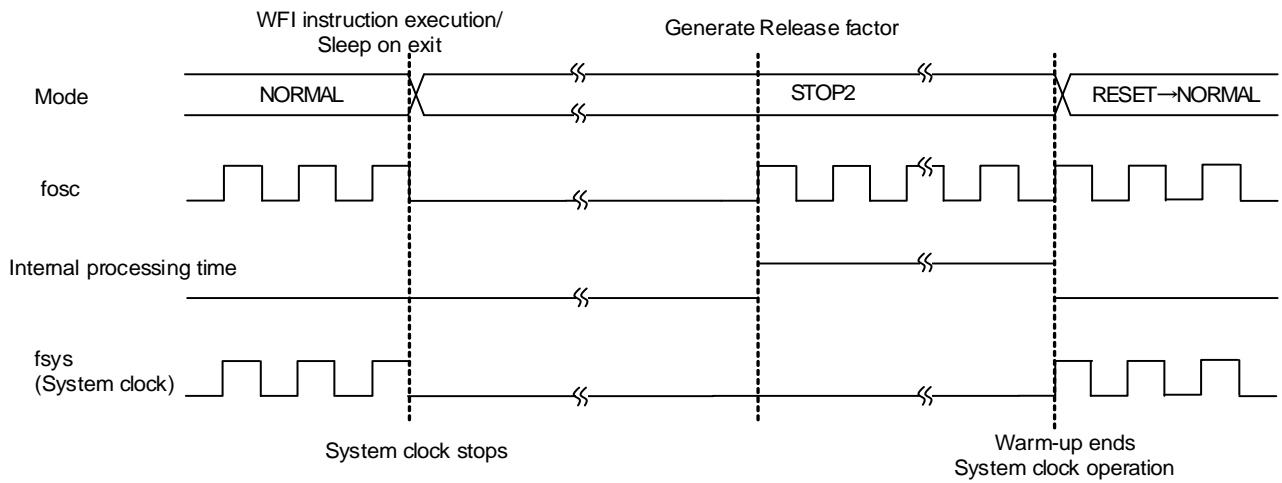 WFI instruction execution/
Sleep on exit
Generate Release factor
Mode
NORMAL
STOP2
RESET→NORMAL
fosc
Internal processing time
fsys
(System clock)
System clock stops
Warm-up ends
System clock operation